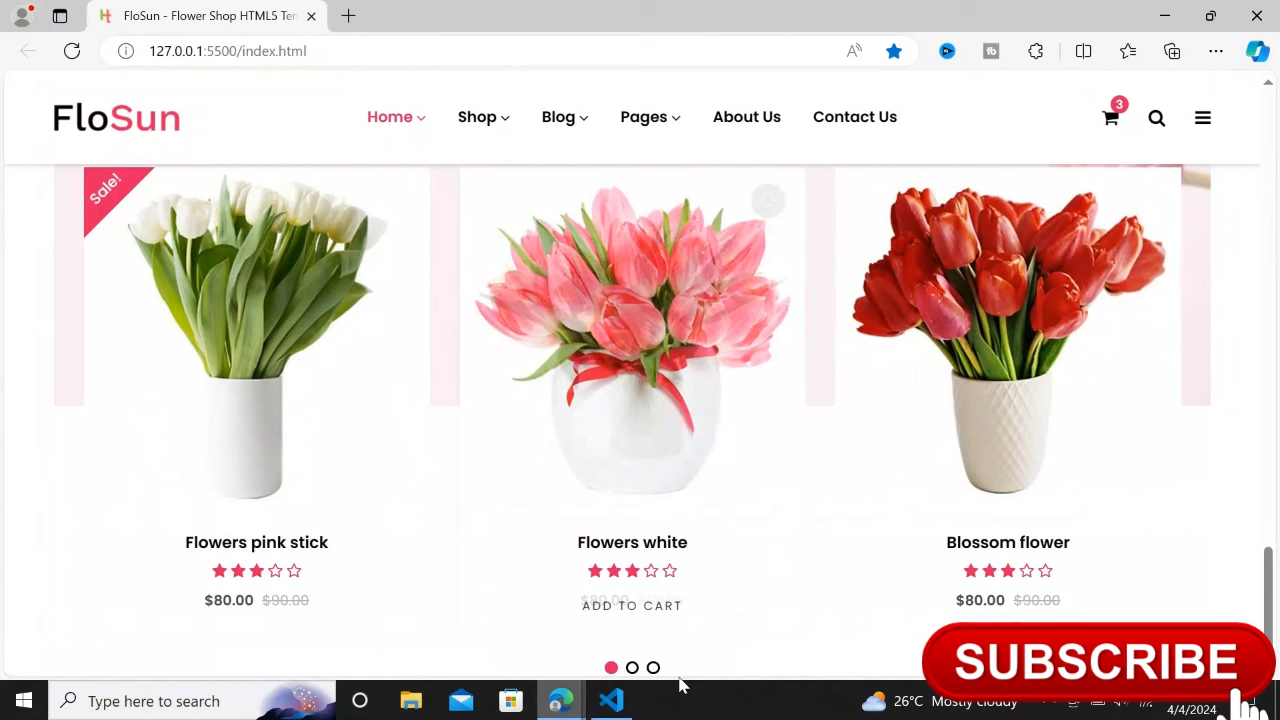 FloSun - Flower Shop HTML5 Ten
127.0.0.1:5500/index.html
FloSun
Home Shop Blog Pages About Us Contact Us
3
Sale!
Flowers pink stick
Flowers white
Blossom flower
$80.00 $90.00
ADD TO CART
$80.00 $90.00
SUBSCRIBE
Type here to search
26°C Mostly cloudy
4/4/2024